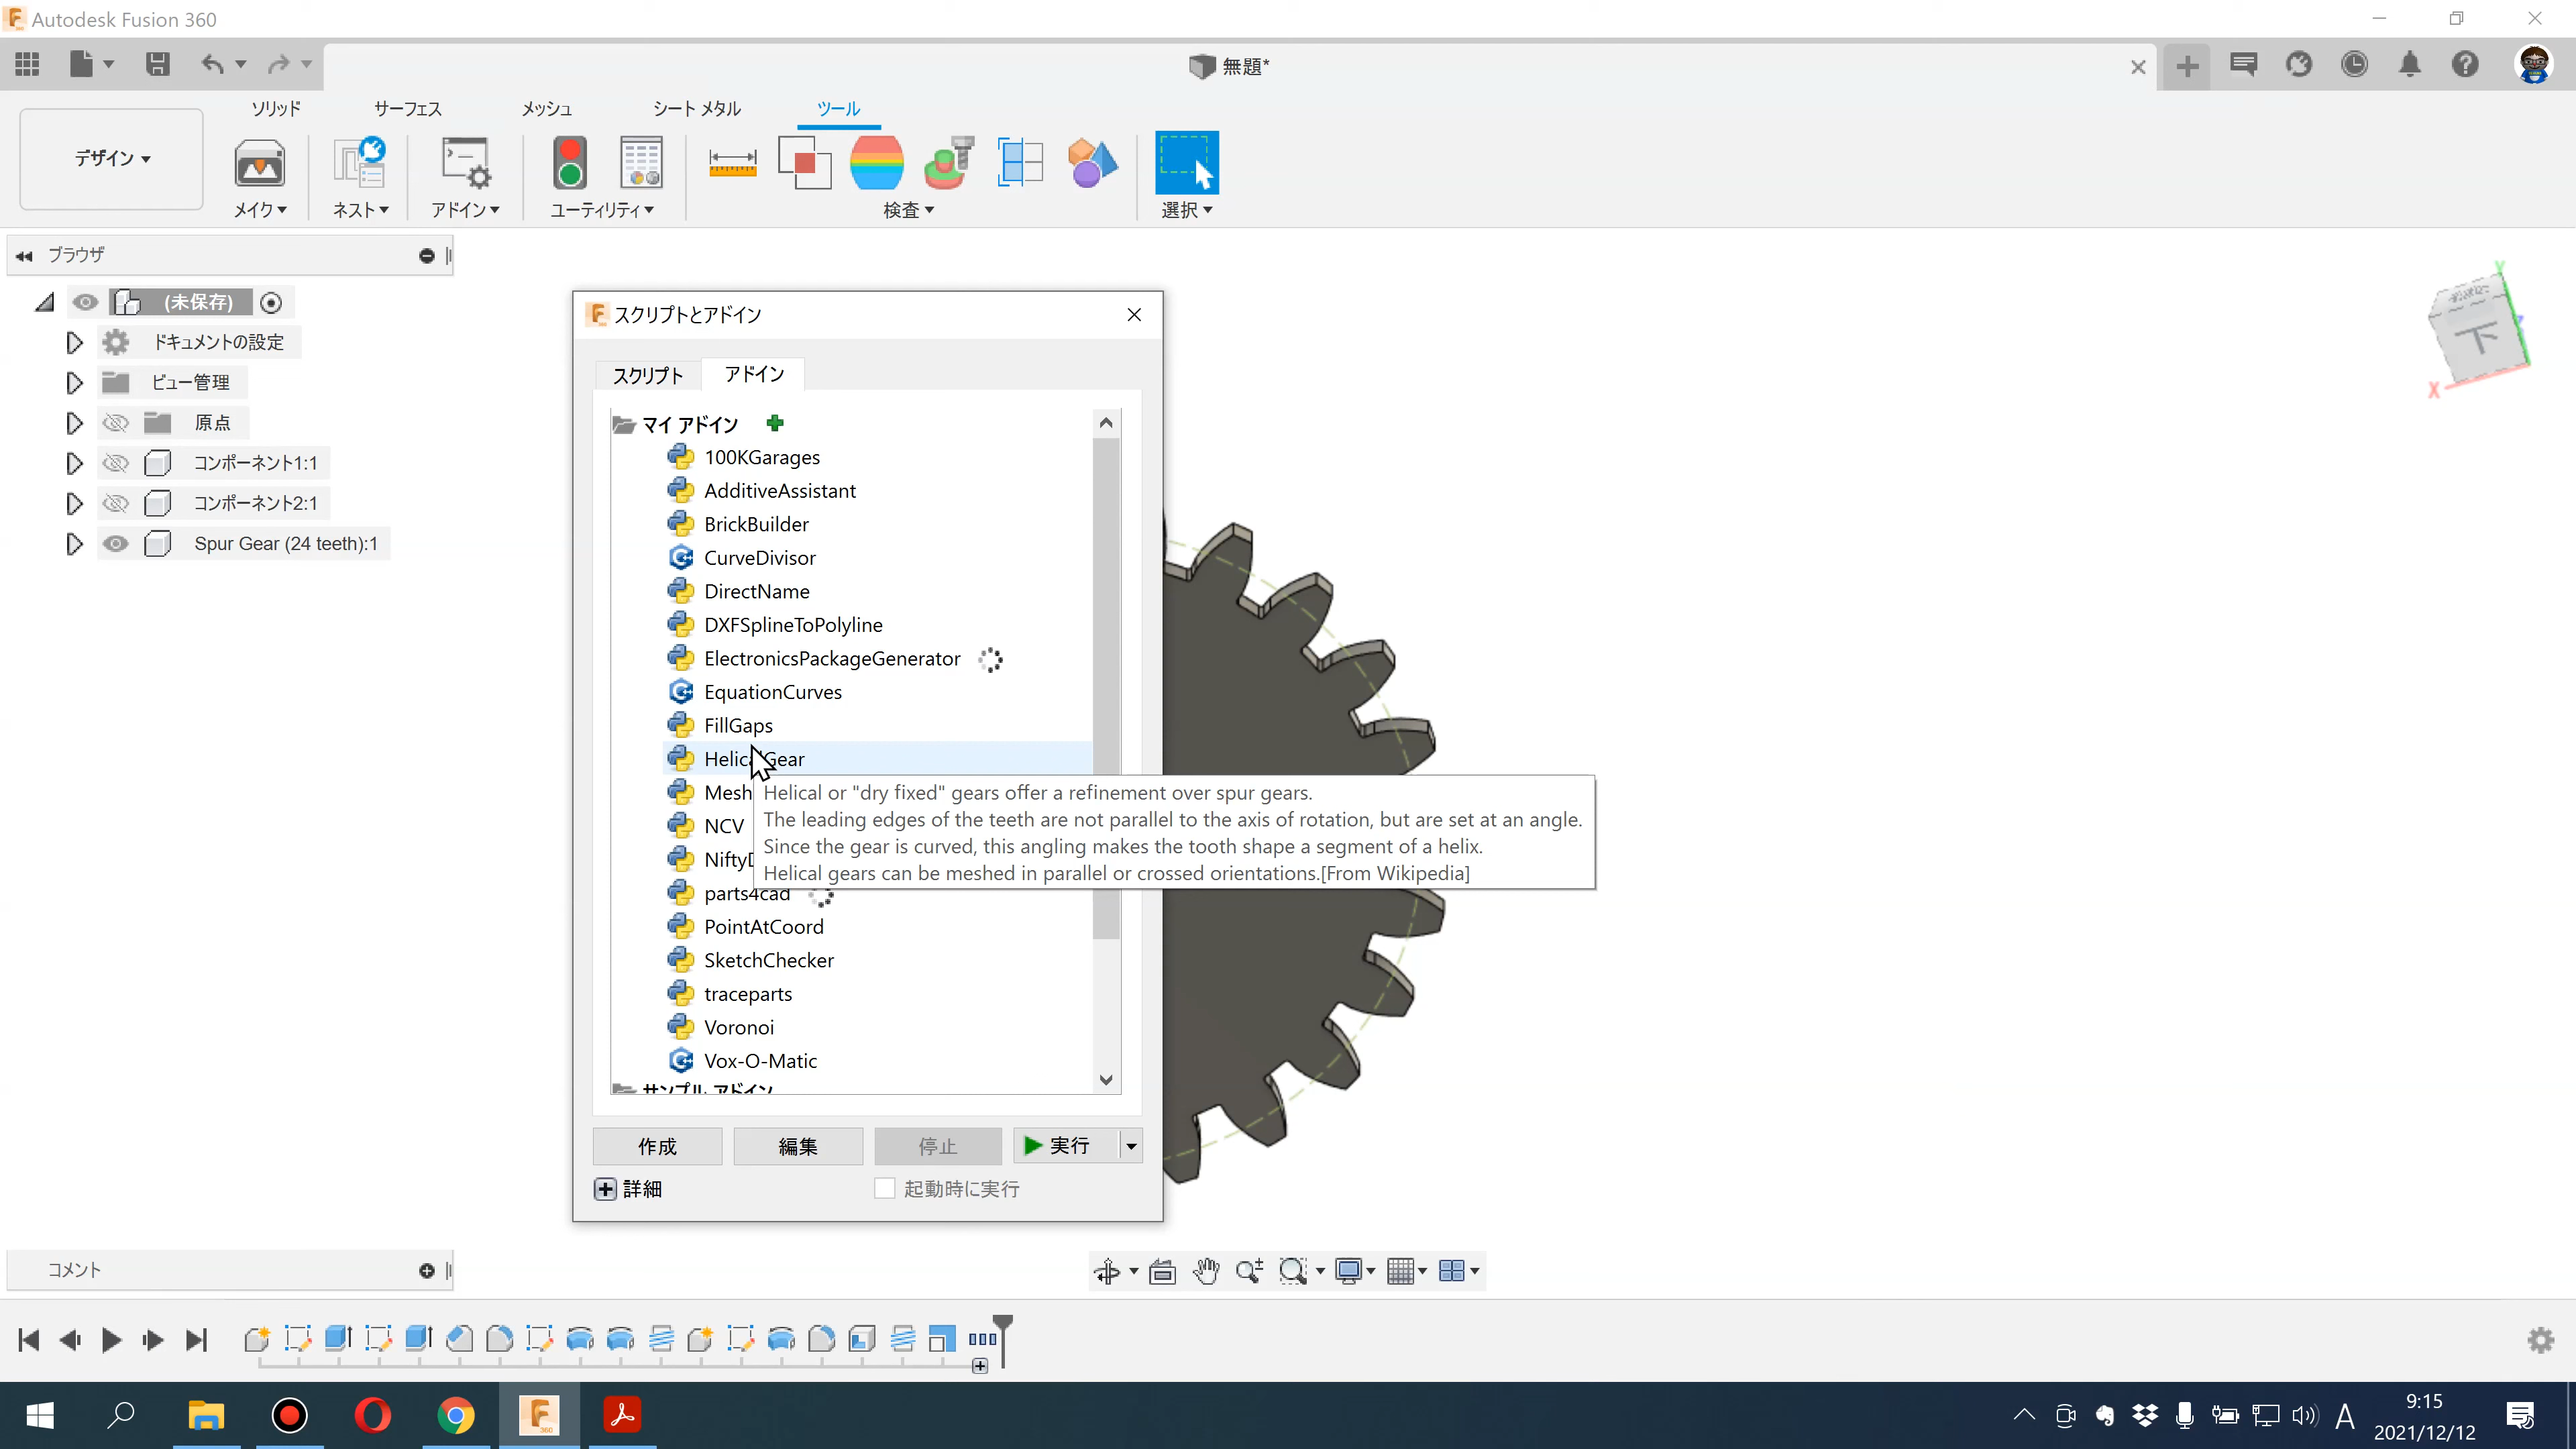 Autodesk Fusion 360
無題*
ソリッド サーフェス メッシュ シート メタル ツール
デザイン
メイク ネスト アドイン ユーティリティ 検査 選択
ブラウザ
(未保存)
ドキュメントの設定
ビュー管理
原点
コンポーネント1:1
コンポーネント2:1
Spur Gear (24 teeth):1
スクリプトとアドイン
スクリプト アドイン
マイ アドイン
100KGarages
AdditiveAssistant
BrickBuilder
CurveDivisor
DirectName
DXFSplineToPolyline
ElectronicsPackageGenerator
EquationCurves
FillGaps
HelicalGear
Mesh
NCV
Helical or "dry fixed" gears offer a refinement over spur gears.
The leading edges of the teeth are not parallel to the axis of rotation, but are set at an angle.
Since the gear is curved, this angling makes the tooth shape a segment of a helix.
Helical gears can be meshed in parallel or crossed orientations.[From Wikipedia]
parts4cad
PointAtCoord
SketchChecker
traceparts
Voronoi
Vox-O-Matic
サンプル アドイン
作成 編集 停止 実行
詳細 起動時に実行
下
X
Y
コメント
A
9:15
2021/12/12